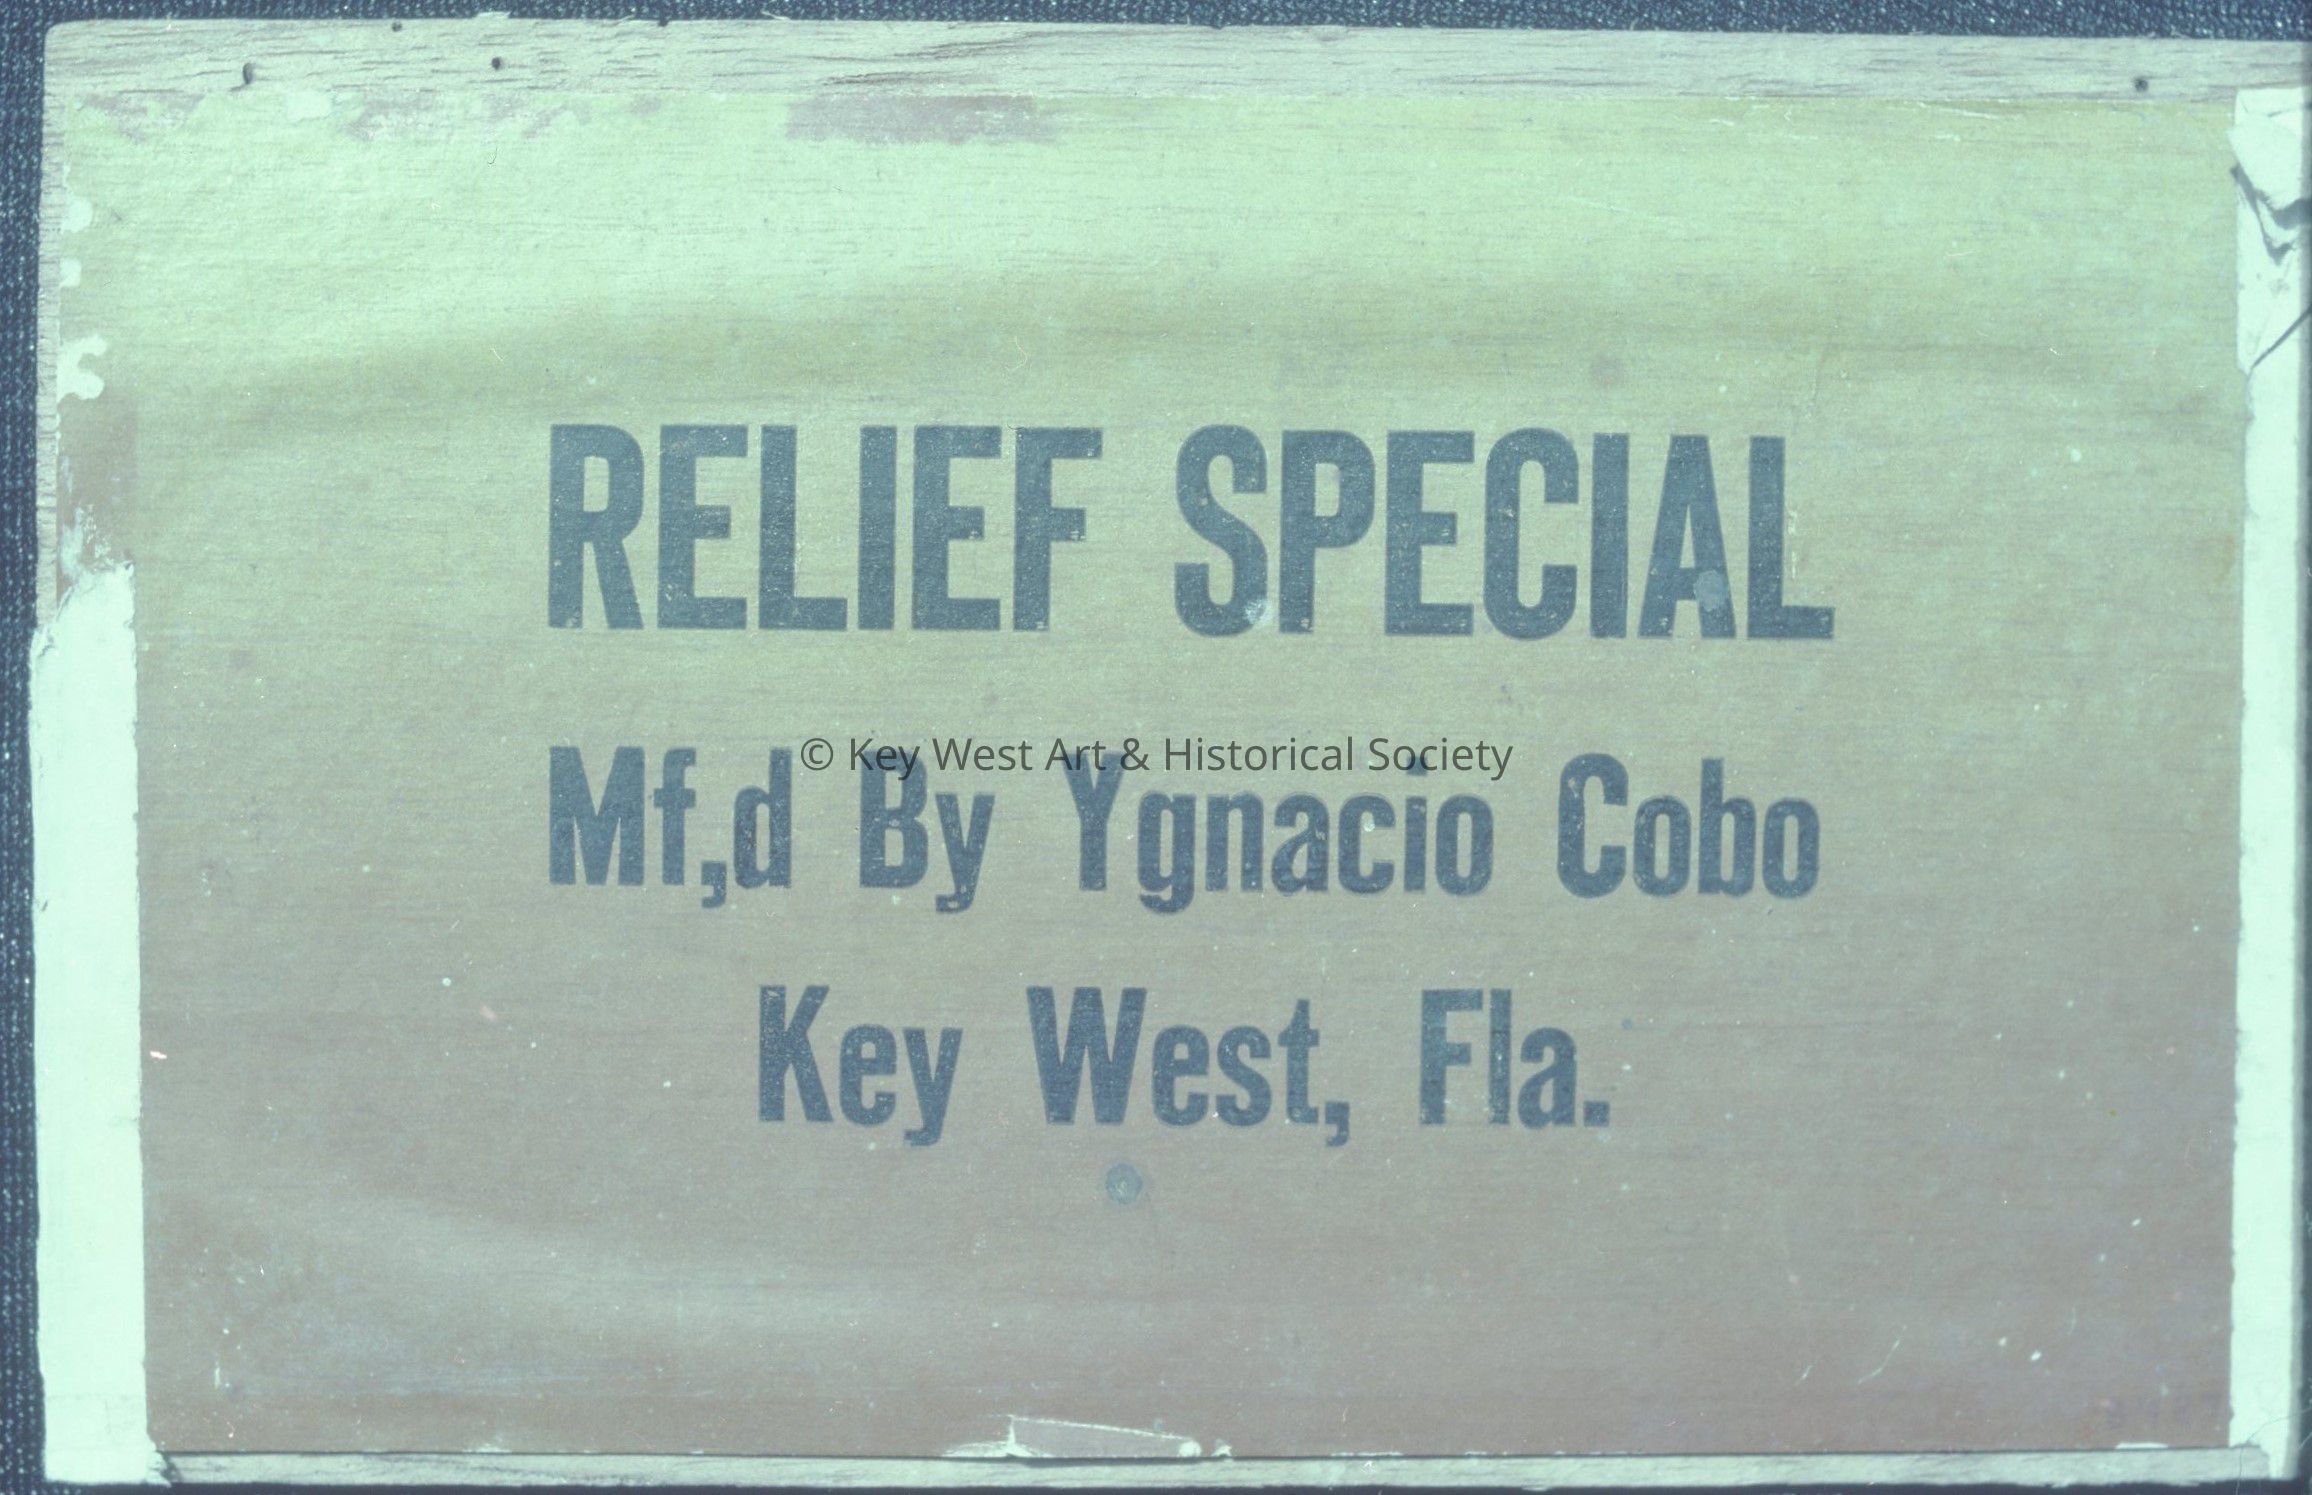 RELIEF SPECIAL
© Key West Art & Historical Society
Mf,d By Ygnacio Cobo
Key West, Fla.